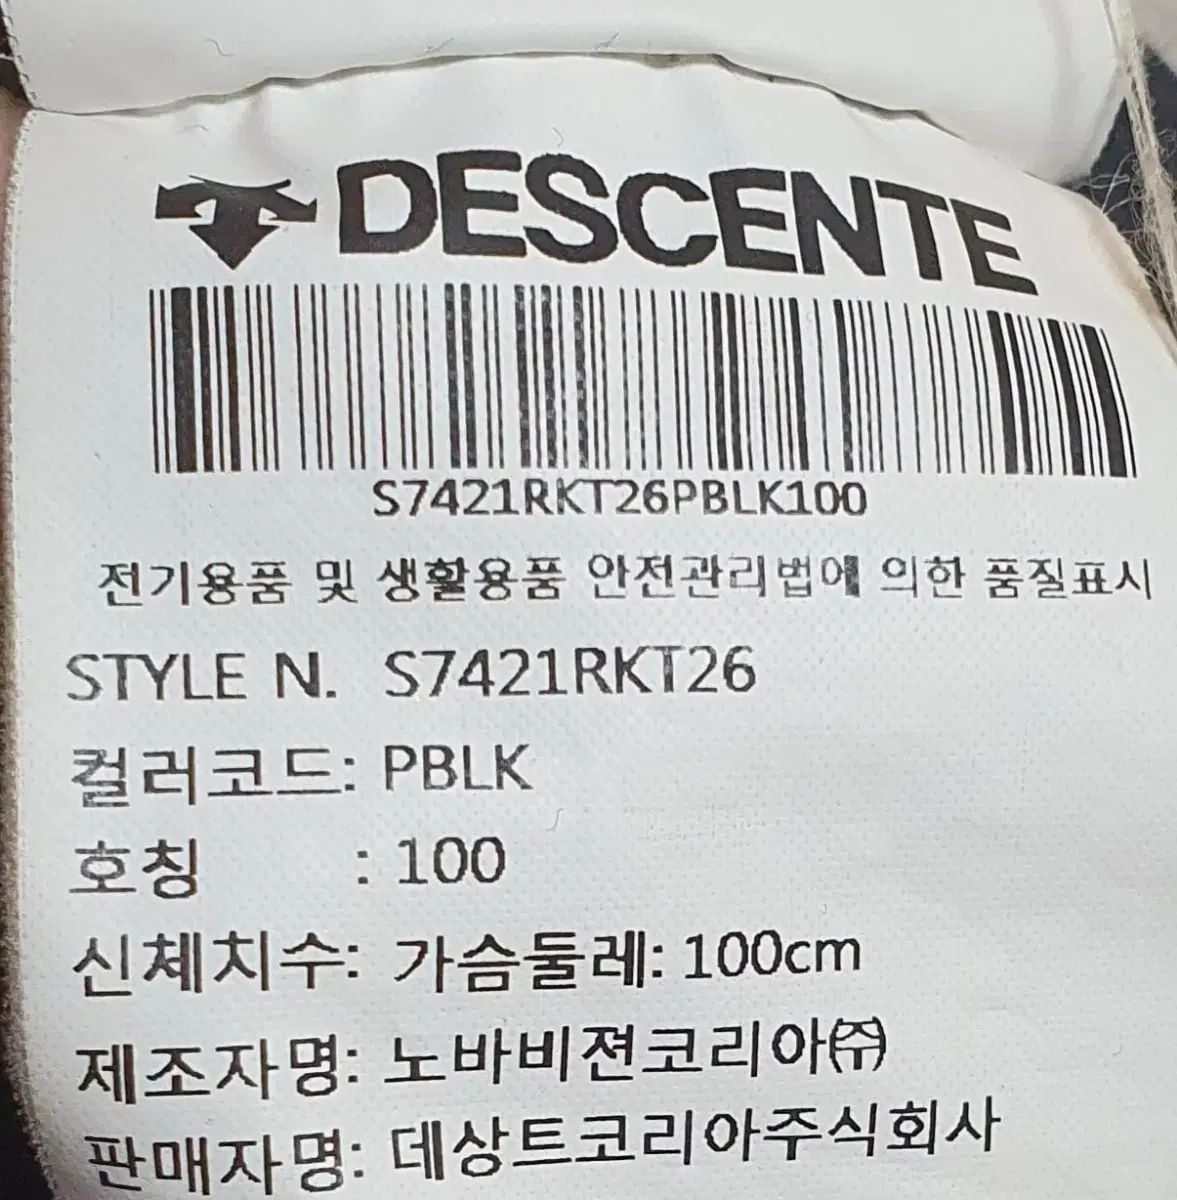 DESCENTE
S7421RKT26PBLK100
전기용품 및 생활용품 안전관리법에 의한 품질표시
STYLE N. S7421RKT26
컬러코드: PBLK
호칭 : 100
신체치수: 가슴둘레: 100cm
제조자명: 노바비젼코리아㈜
판매자명: 데상트코리아주식회사